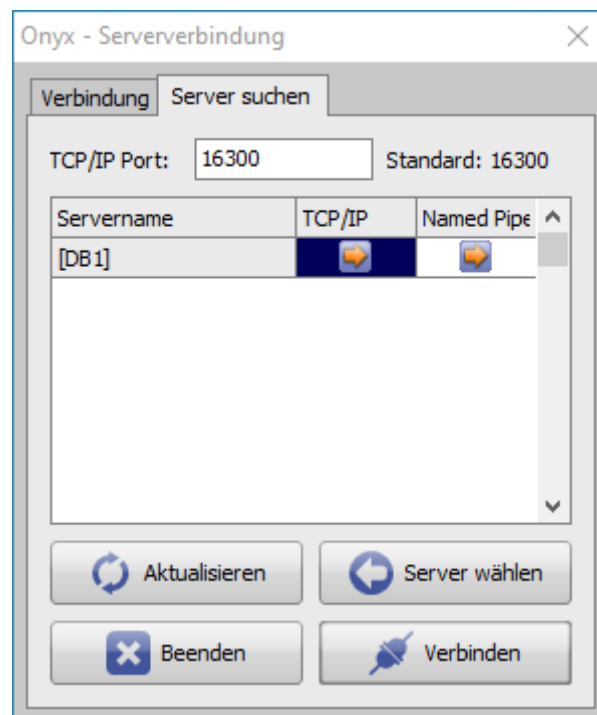 Onyx - Serververbindung
Verbindung Server suchen
TCP/IP Port: 16300 Standard: 16300
Servername TCP/IP Named Pipe
[DB1]
Aktualisieren Server wählen
Beenden Verbinden